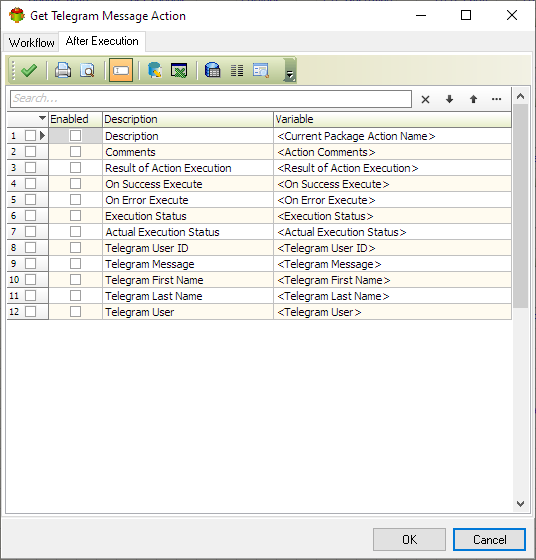 Get Telegram Message Action
Workflow After Execution
Search...
Enabled Description Variable
1 Description <Current Package Action Name>
2 Comments <Action Comments>
3 Result of Action Execution <Result of Action Execution>
4 On Success Execute <On Success Execute>
5 On Error Execute <On Error Execute>
6 Execution Status <Execution Status>
7 Actual Execution Status <Actual Execution Status>
8 Telegram User ID <Telegram User ID>
9 Telegram Message <Telegram Message>
10 Telegram First Name <Telegram First Name>
11 Telegram Last Name <Telegram Last Name>
12 Telegram User <Telegram User>
OK Cancel